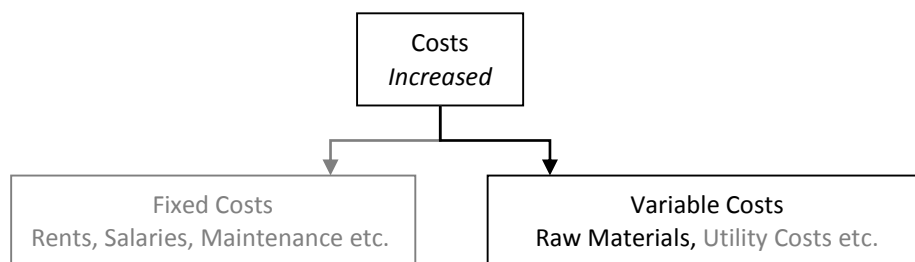 Costs
Increased
Fixed Costs
Rents, Salaries, Maintenance etc.
Variable Costs
Raw Materials, Utility Costs etc.